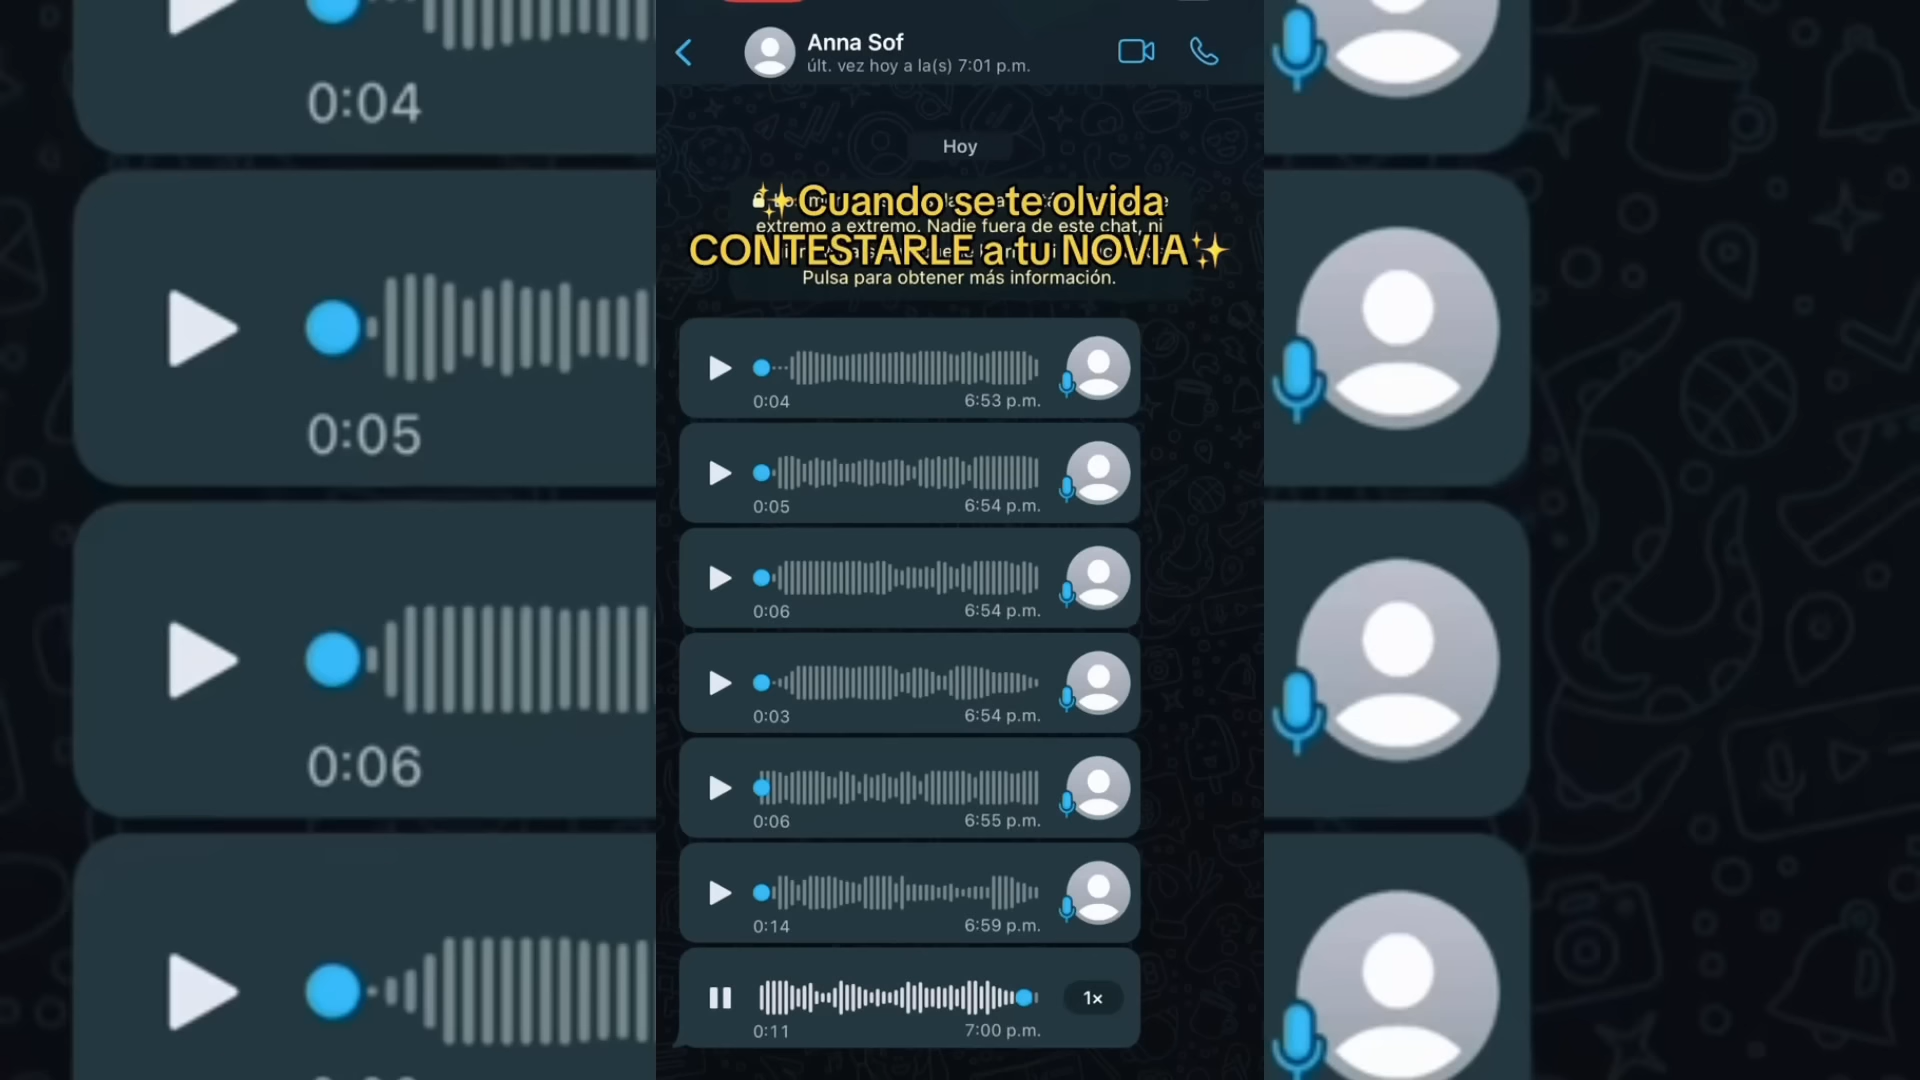 Anna Sof
últ. vez hoy a la(s) 7:01 p.m.
Hoy
✨Cuando se te olvida
CONTESTARLE a tu NOVIA✨
extremo a extremo. Nadie fuera de este chat, ni
Pulsa para obtener más información.
0:04 6:53 p.m.
0:05 6:54 p.m.
0:06 6:54 p.m.
0:03 6:54 p.m.
0:06 6:55 p.m.
0:14 6:59 p.m.
1×
0:11 7:00 p.m.
0:04
0:05
0:06